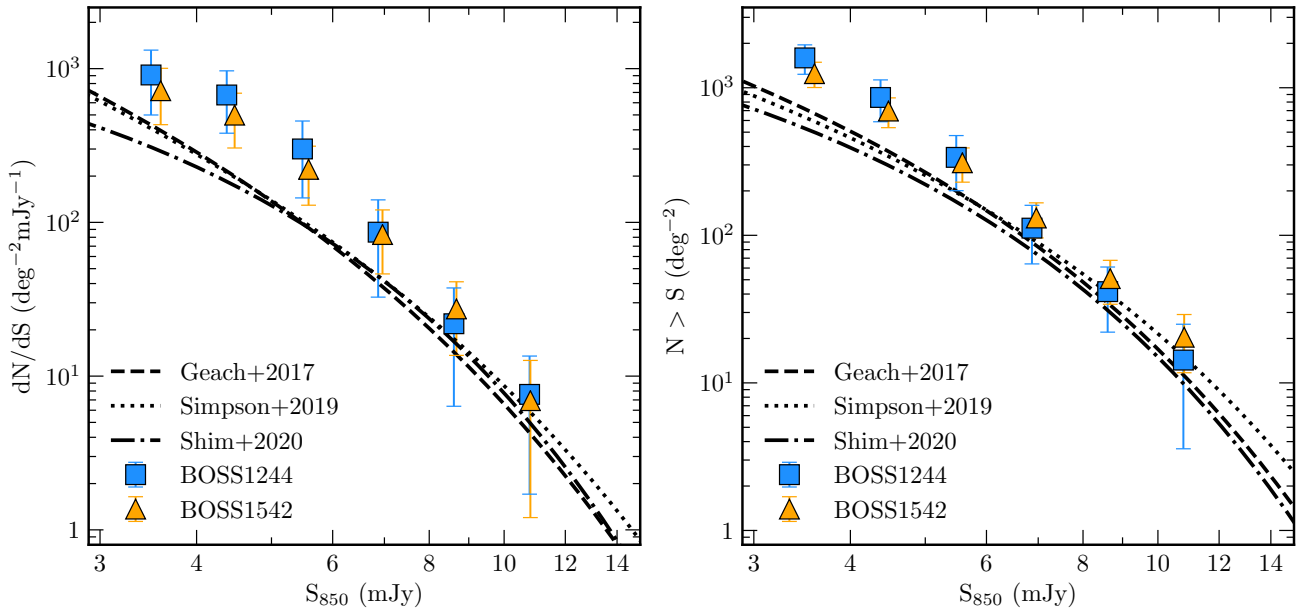 10³
10²
10¹
1
dN/dS (deg⁻²mJy⁻¹)
Geach+2017
Simpson+2019
Shim+2020
BOSS1244
BOSS1542
3 4 6 8 10 12 14
S₈₅₀ (mJy)
10³
10²
10¹
1
N > S (deg⁻²)
Geach+2017
Simpson+2019
Shim+2020
BOSS1244
BOSS1542
3 4 6 8 10 12 14
S₈₅₀ (mJy)